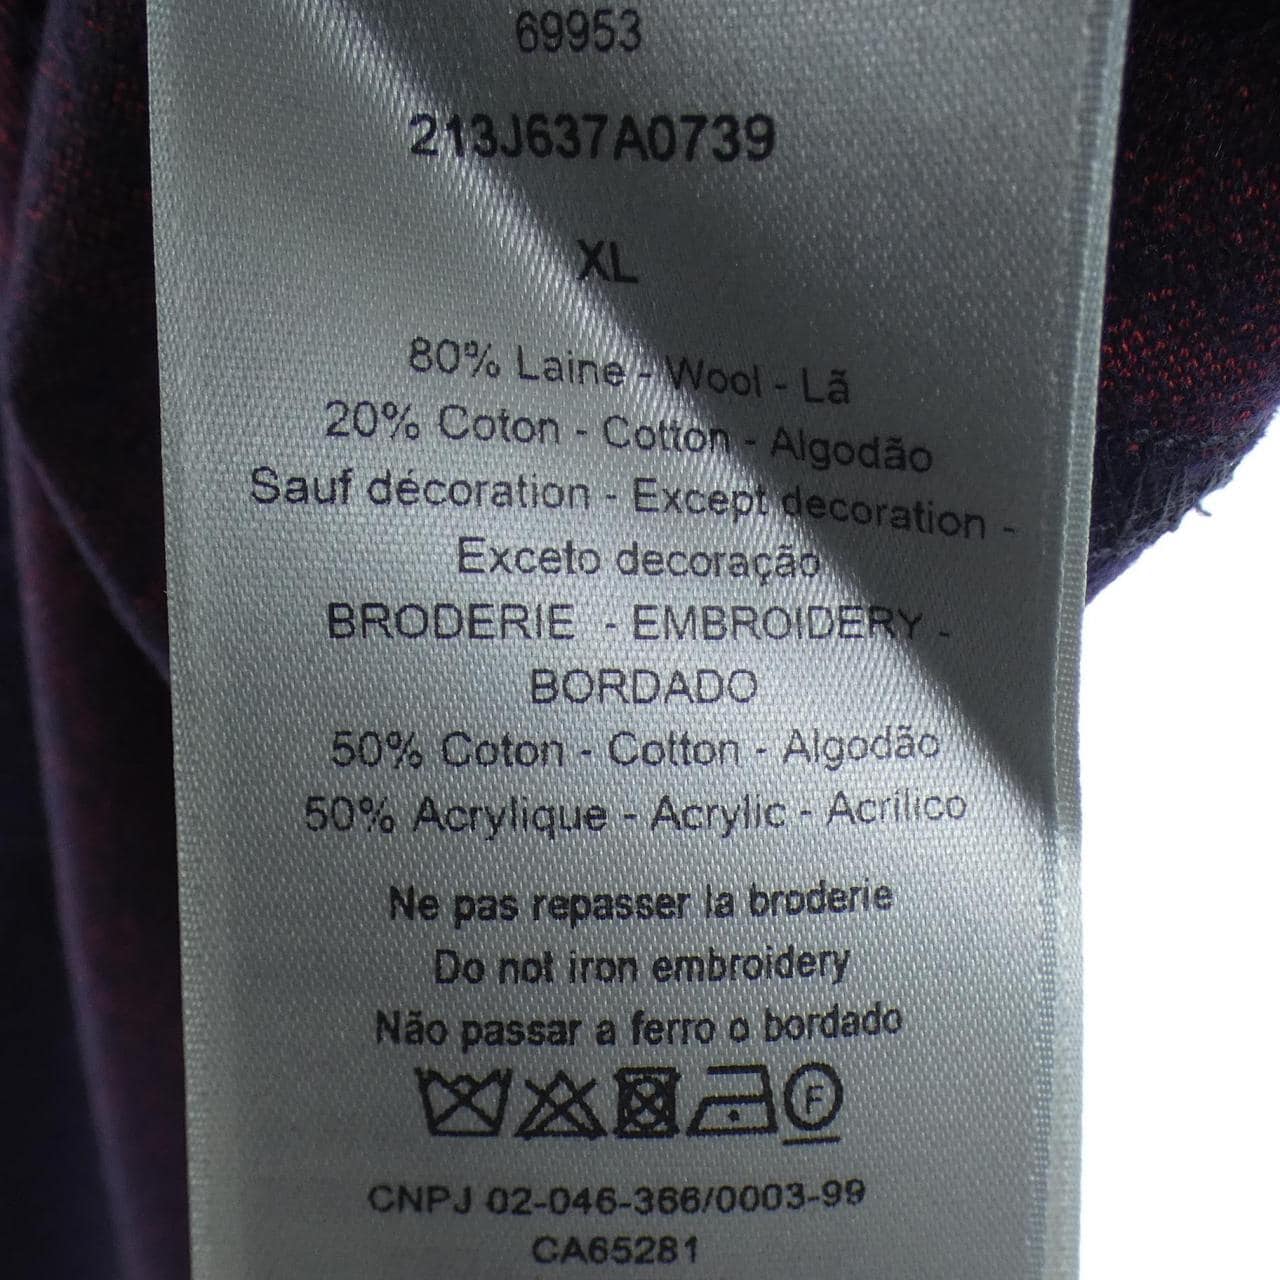 69953
213J637A0739
XL
80% Laine - Wool - Lã
20% Coton - Cotton - Algodão
Sauf décoration - Except decoration -
Exceto decoração
BRODERIE - EMBROIDERY -
BORDADO
50% Coton - Cotton - Algodão
50% Acrylique - Acrylic - Acrílico
Ne pas repasser la broderie
Do not iron embroidery
Não passar a ferro o bordado
F
CNPJ 02-046-366/0003-99
CA65281